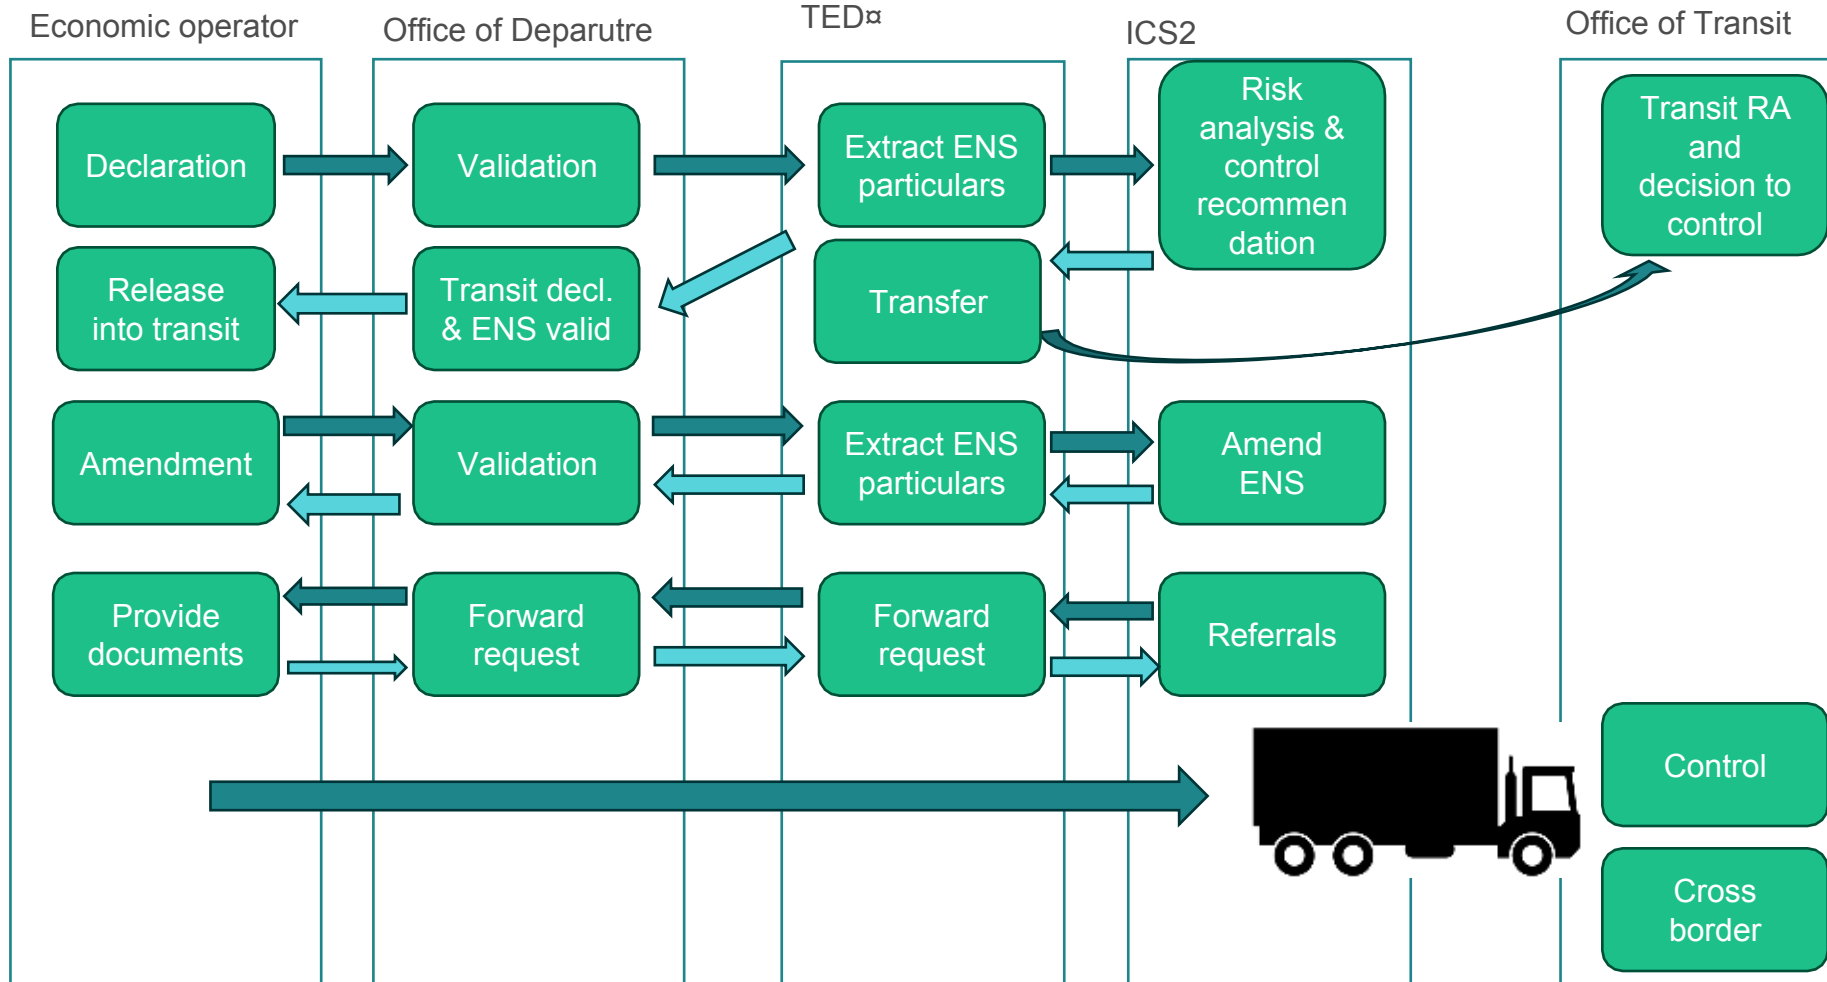 Economic operator
Office of Deparutre
TED¤
ICS2
Office of Transit
Declaration
Validation
Extract ENS
particulars
Risk
analysis &
control
recommen
dation
Transit RA
and
decision to
control
Release
into transit
Transit decl.
& ENS valid
Transfer
Amendment
Validation
Extract ENS
particulars
Amend
ENS
Provide
documents
Forward
request
Forward
request
Referrals
Control
Cross
border